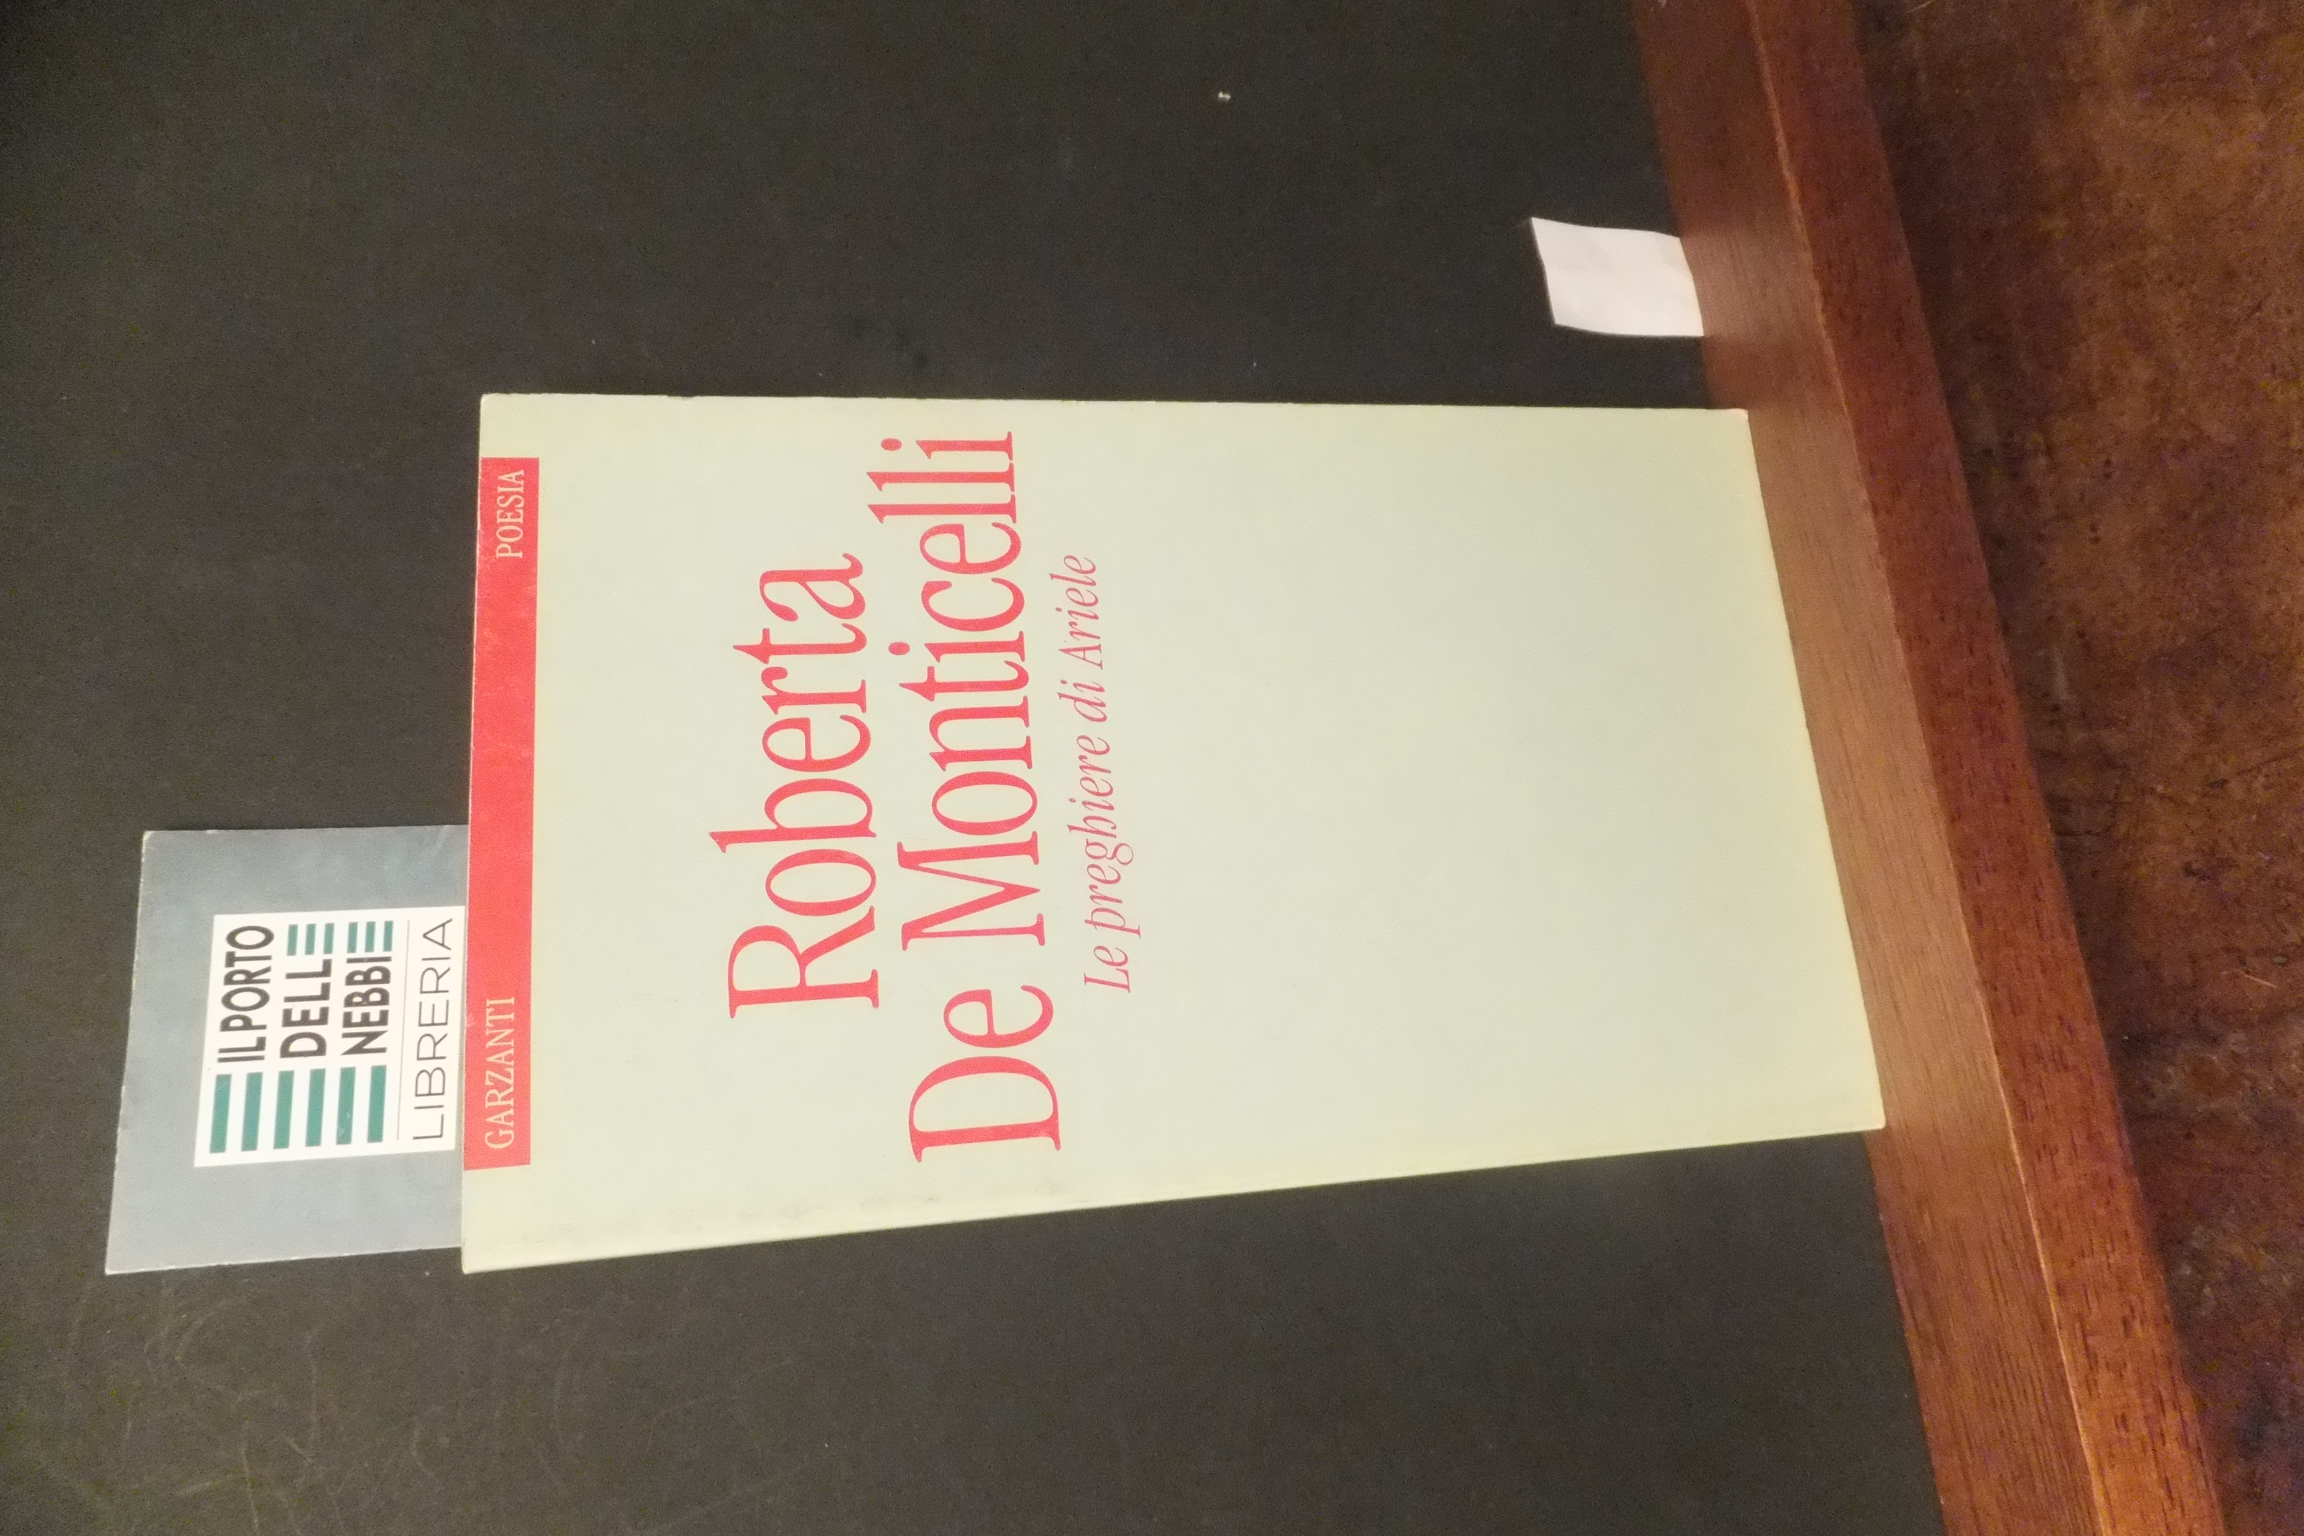 IL PORTO
DELLE
NEBBIE
LIBRERIA
GARZANTI POESIA
Roberta
De Monticelli
Le preghiere di Ariele